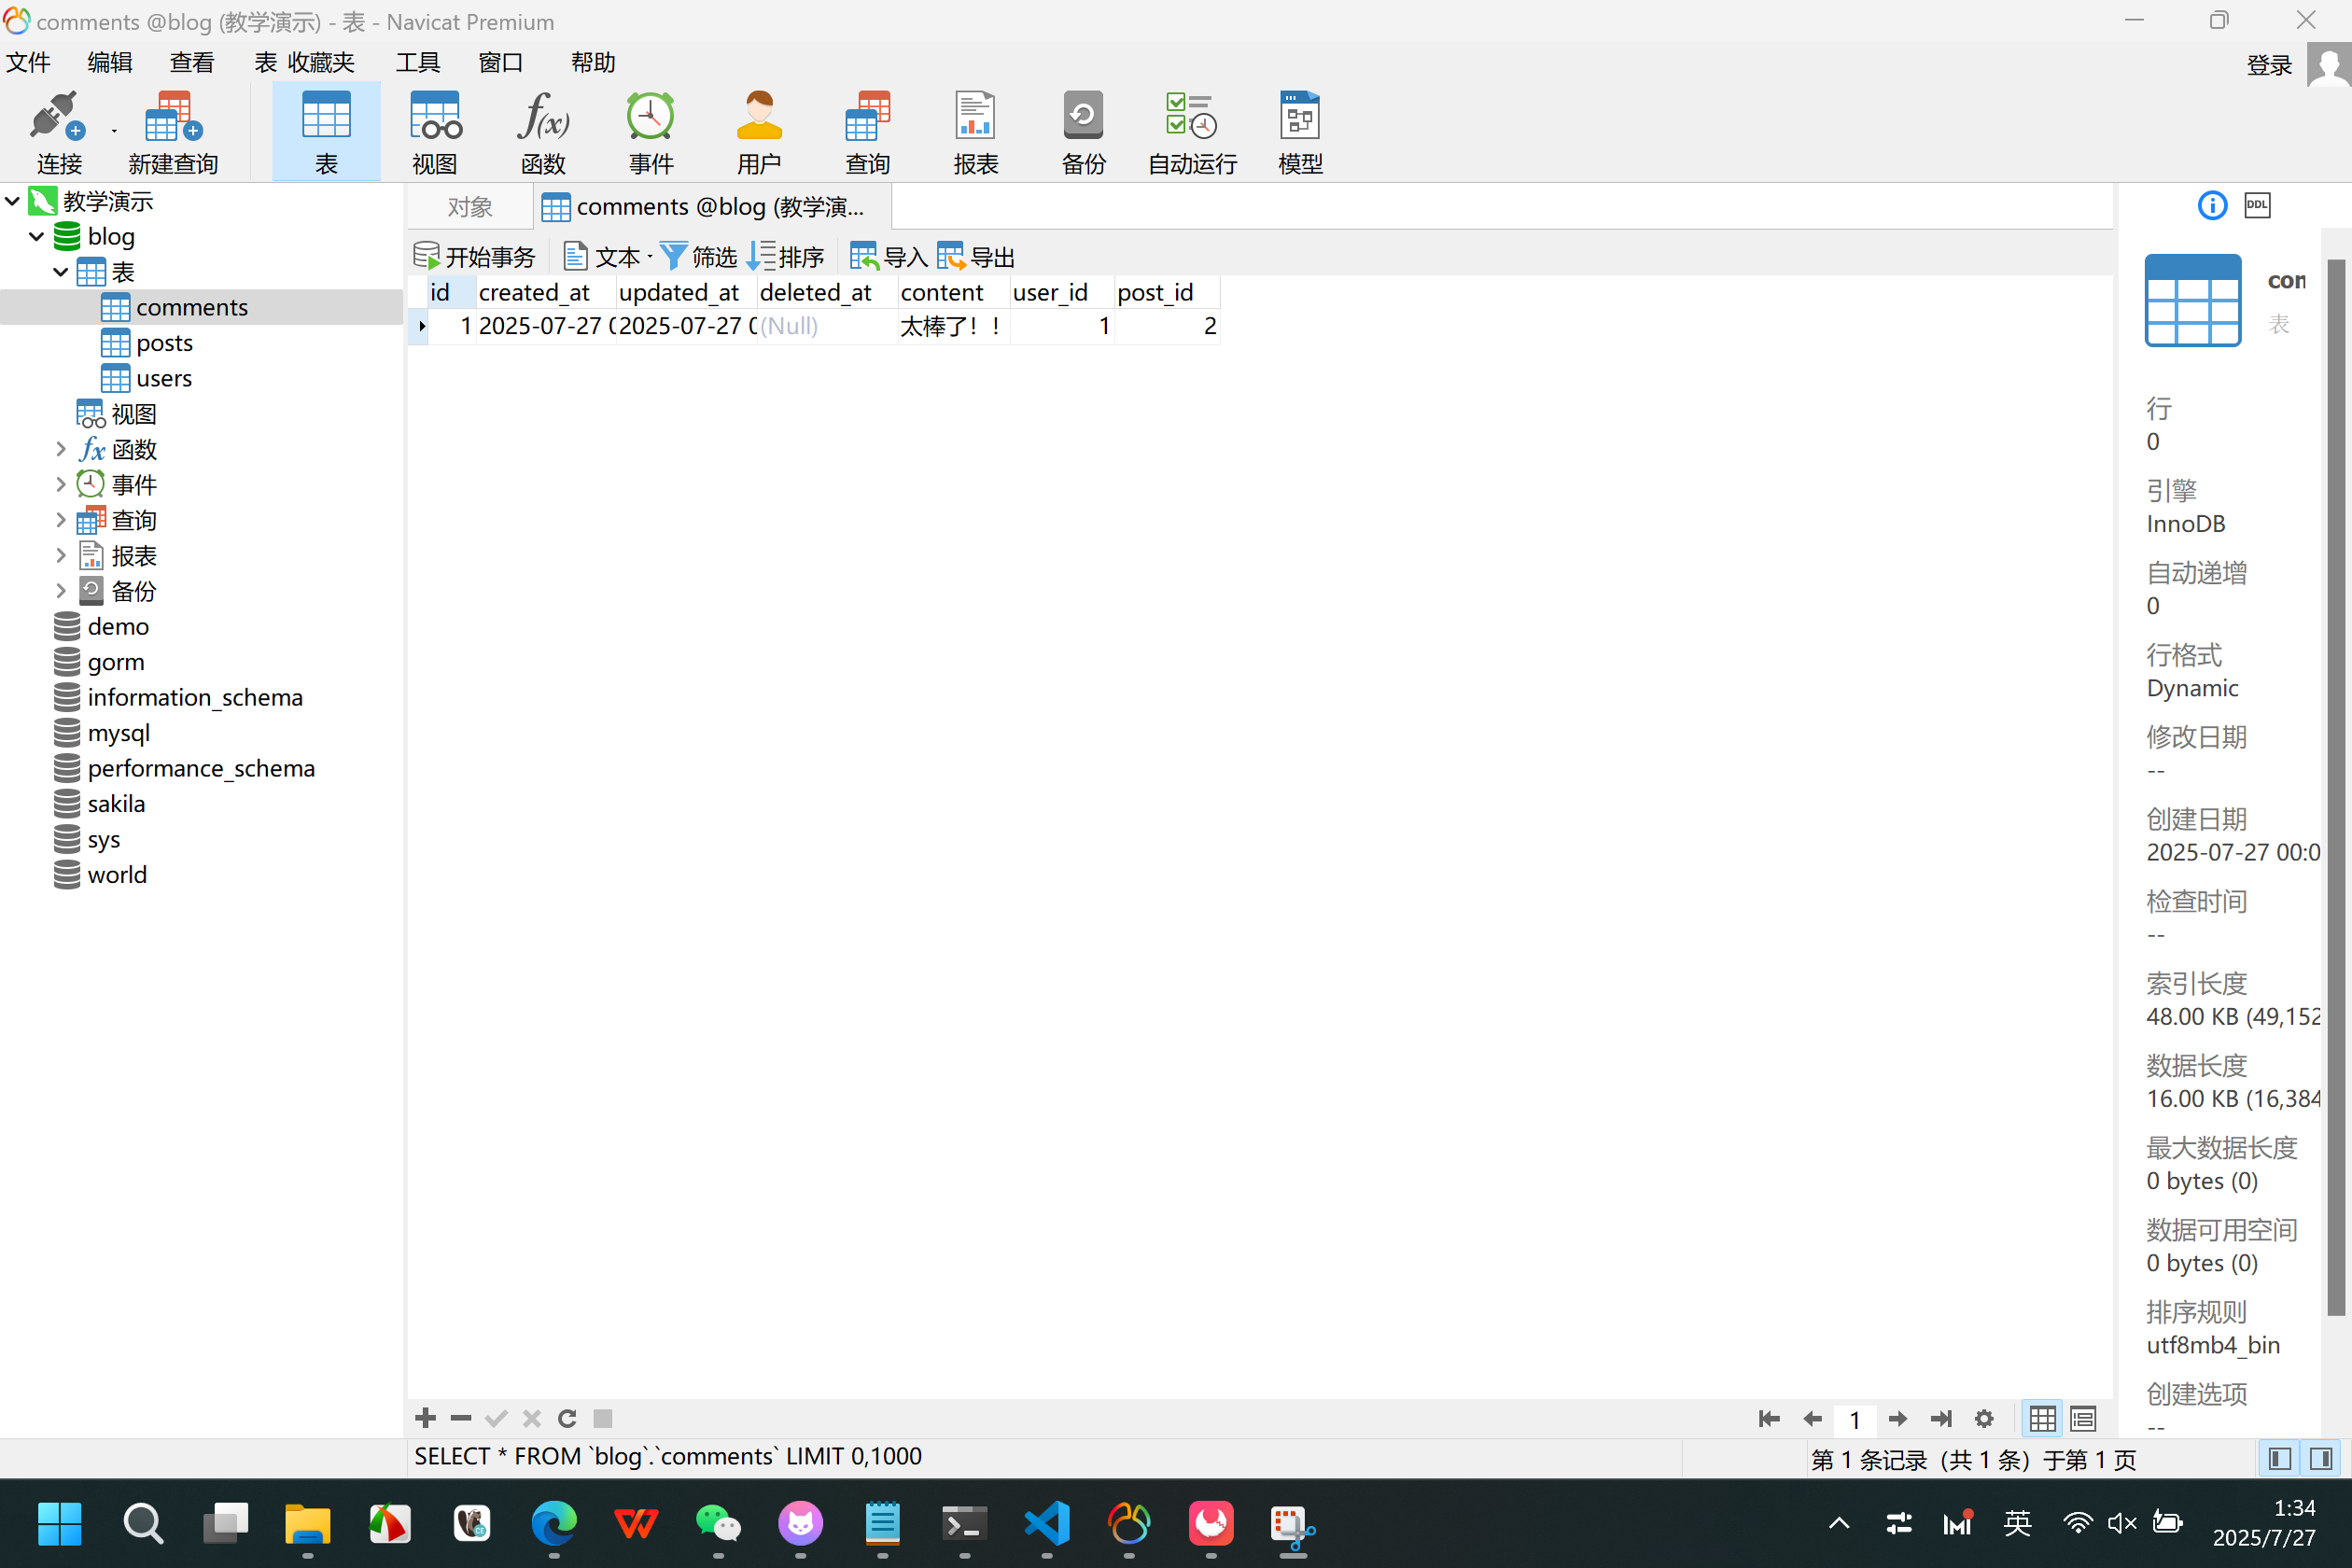 comments @blog (教学演示) - 表 - Navicat Premium
文件 编辑 查看 表 收藏夹 工具 窗口 帮助 登录
连接 新建查询 表 视图 函数 事件 用户 查询 报表 备份 自动运行 模型
教学演示
blog
表
comments
posts
users
视图
函数
事件
查询
报表
备份
demo
gorm
information_schema
mysql
performance_schema
sakila
sys
world
对象 comments @blog (教学演...
开始事务 文本 筛选 排序 导入 导出
id created_at updated_at deleted_at content user_id post_id
1 2025-07-27 0 2025-07-27 0 (Null) 太棒了！！ 1 2
DDL
com
表
行
0
引擎
InnoDB
自动递增
0
行格式
Dynamic
修改日期
--
创建日期
2025-07-27 00:0
检查时间
--
索引长度
48.00 KB (49,152
数据长度
16.00 KB (16,384
最大数据长度
0 bytes (0)
数据可用空间
0 bytes (0)
排序规则
utf8mb4_bin
创建选项
--
1
SELECT * FROM `blog`.`comments` LIMIT 0,1000
第 1 条记录（共 1 条）于第 1 页
英
1:34
2025/7/27